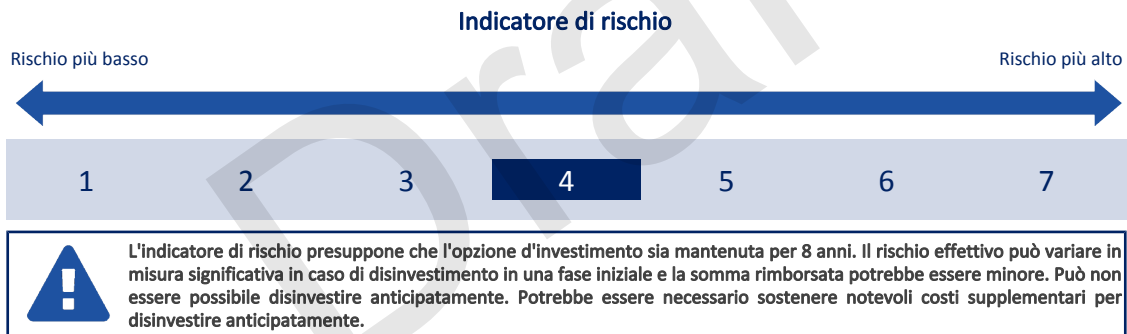 Indicatore di rischio
Rischio più basso
Rischio più alto
1 2 3 4 5 6 7
L'indicatore di rischio presuppone che l'opzione d'investimento sia mantenuta per 8 anni. Il rischio effettivo può variare in
misura significativa in caso di disinvestimento in una fase iniziale e la somma rimborsata potrebbe essere minore. Può non
essere possibile disinvestire anticipatamente. Potrebbe essere necessario sostenere notevoli costi supplementari per
disinvestire anticipatamente.